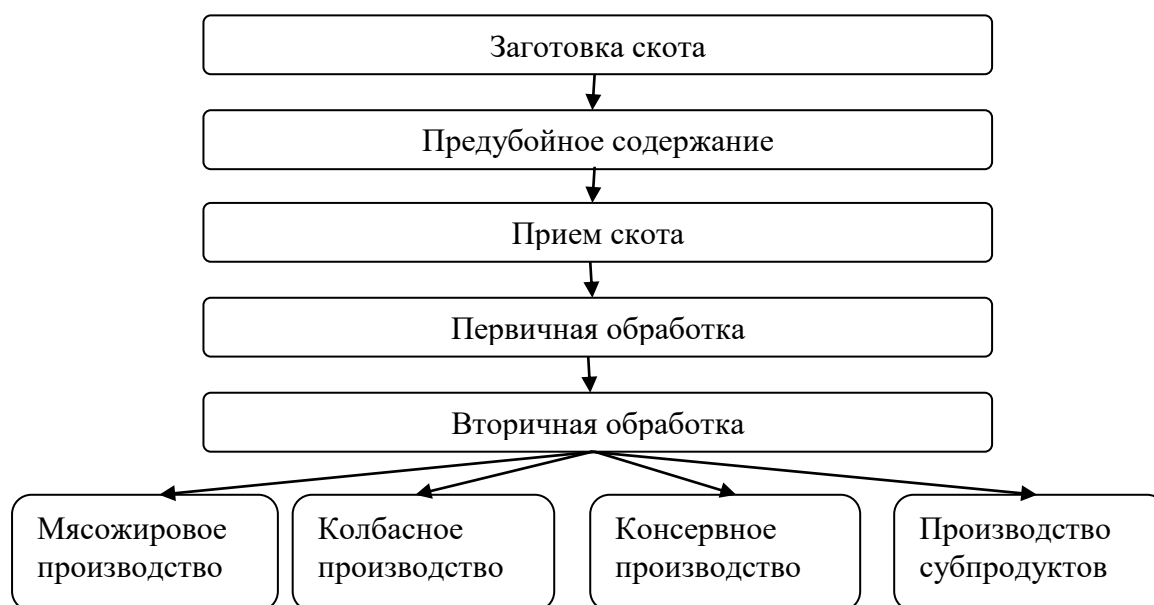 Заготовка скота
Предубойное содержание
Прием скота
Первичная обработка
Вторичная обработка
Мясожировое
производство
Колбасное
производство
Консервное
производство
Производство
субпродуктов